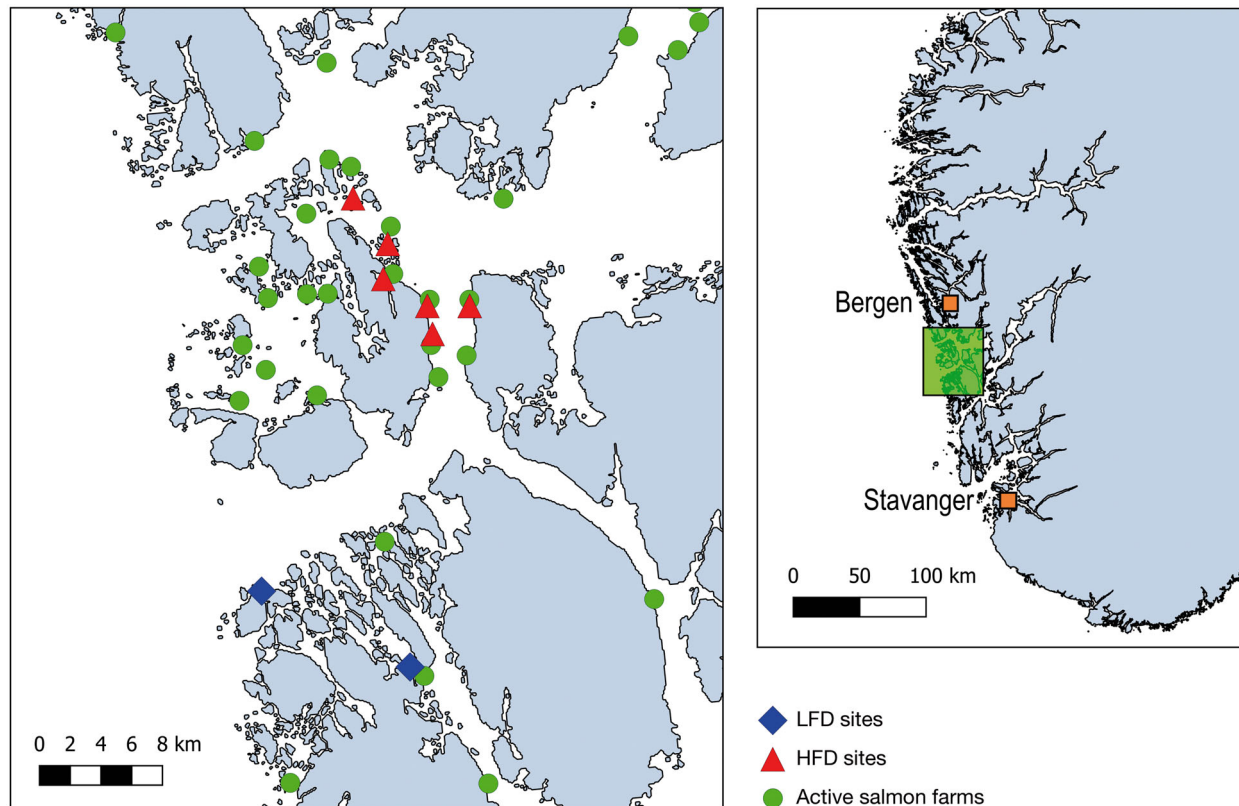 Bergen
Stavanger
0 50 100 km
0 2 4 6 8 km
LFD sites
HFD sites
Active salmon farms